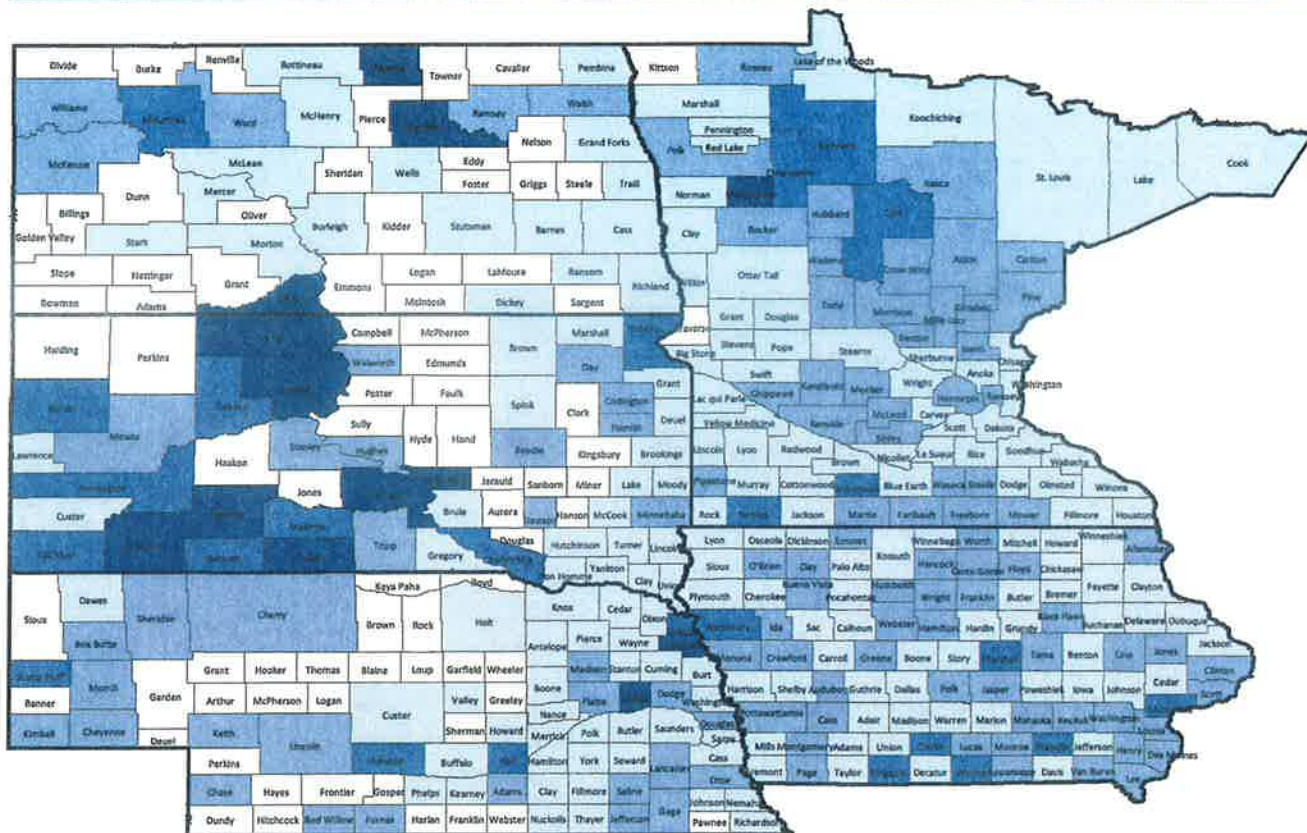 Divide
Burke
Renville
Bottineau
Towner
Cavalier
Pembina
Williams
Ward
McHenry
Pierce
Ramsey
Walsh
McKenzie
McLean
Sheridan
Wells
Eddy
Foster
Nelson
Grand Forks
Griggs
Steele
Traill
Dunn
Mercer
Oliver
Billings
Golden Valley
Stark
Morton
Burleigh
Kidder
Stutsman
Barnes
Cass
Slope
Hettinger
Grant
Emmons
Logan
LaMoure
Ransom
Richland
Bowman
Adams
McIntosh
Dickey
Sargent
Kittson
Roseau
Lake of the Woods
Marshall
Koochiching
Pennington
Red Lake
Polk
Norman
Clay
Becker
Hubbard
Cass
Itasca
St. Louis
Lake
Cook
Wilkin
Otter Tail
Wadena
Crow Wing
Aitkin
Carlton
Pine
Grant
Douglas
Todd
Morrison
Mille Lacs
Big Stone
Stevens
Pope
Stearns
Benton
Sherburne
Swift
Anoka
Washington
Lac qui Parle
Chippewa
Kandiyohi
Meeker
Wright
Hennepin
Ramsey
Yellow Medicine
Renville
McLeod
Carver
Scott
Dakota
Sibley
Lincoln
Lyon
Redwood
Brown
Nicollet
Le Sueur
Rice
Wabasha
Pipestone
Murray
Cottonwood
Blue Earth
Waseca
Steele
Dodge
Olmsted
Winona
Rock
Jackson
Martin
Faribault
Freeborn
Mower
Fillmore
Houston
Harding
Perkins
Campbell
McPherson
Brown
Marshall
Walworth
Edmunds
Day
Butte
Potter
Faulk
Spink
Clark
Codington
Grant
Deuel
Hamlin
Meade
Sully
Hyde
Hand
Lawrence
Haakon
Stanley
Hughes
Beadle
Kingsbury
Brookings
Pennington
Jones
Jerauld
Sanborn
Miner
Lake
Moody
Custer
Brule
Aurora
Hanson
McCook
Minnehaha
Tripp
Gregory
Douglas
Hutchinson
Turner
Lincoln
Yankton
Clay
Sioux
Dawes
Sheridan
Cherry
Keya Paha
Boyd
Knox
Cedar
Dixon
Box Butte
Brown
Rock
Holt
Antelope
Pierce
Wayne
Grant
Hooker
Thomas
Blaine
Loup
Garfield
Wheeler
Madison
Stanton
Cuming
Burt
Banner
Morrill
Garden
Arthur
McPherson
Logan
Custer
Valley
Greeley
Boone
Nance
Platte
Dodge
Washington
Kimball
Cheyenne
Deuel
Keith
Lincoln
Sherman
Howard
Merrick
Polk
Butler
Saunders
Douglas
Sarpy
Perkins
Buffalo
Hall
Hamilton
York
Seward
Lancaster
Cass
Otoe
Chase
Hayes
Frontier
Gosper
Phelps
Kearney
Adams
Clay
Fillmore
Saline
Johnson
Nemaha
Dundy
Hitchcock
Red Willow
Furnas
Harlan
Franklin
Webster
Nuckolls
Thayer
Jefferson
Gage
Pawnee
Richardson
Lyon
Osceola
Dickinson
Emmet
Kossuth
Winnebago
Worth
Mitchell
Howard
Winneshiek
Allamakee
Sioux
O'Brien
Clay
Palo Alto
Hancock
Cerro Gordo
Floyd
Chickasaw
Fayette
Clayton
Plymouth
Cherokee
Buena Vista
Pocahontas
Humboldt
Wright
Franklin
Butler
Bremer
Woodbury
Ida
Sac
Calhoun
Webster
Hamilton
Hardin
Grundy
Black Hawk
Buchanan
Delaware
Dubuque
Monona
Crawford
Carroll
Greene
Boone
Story
Marshall
Tama
Benton
Linn
Jones
Jackson
Harrison
Shelby
Audubon
Guthrie
Dallas
Polk
Jasper
Poweshiek
Iowa
Johnson
Cedar
Clinton
Scott
Pottawattamie
Cass
Adair
Madison
Warren
Marion
Mahaska
Keokuk
Washington
Mills
Montgomery
Adams
Union
Clarke
Lucas
Monroe
Wapello
Jefferson
Henry
Des Moines
Fremont
Page
Taylor
Ringgold
Decatur
Wayne
Appanoose
Davis
Van Buren
Lee